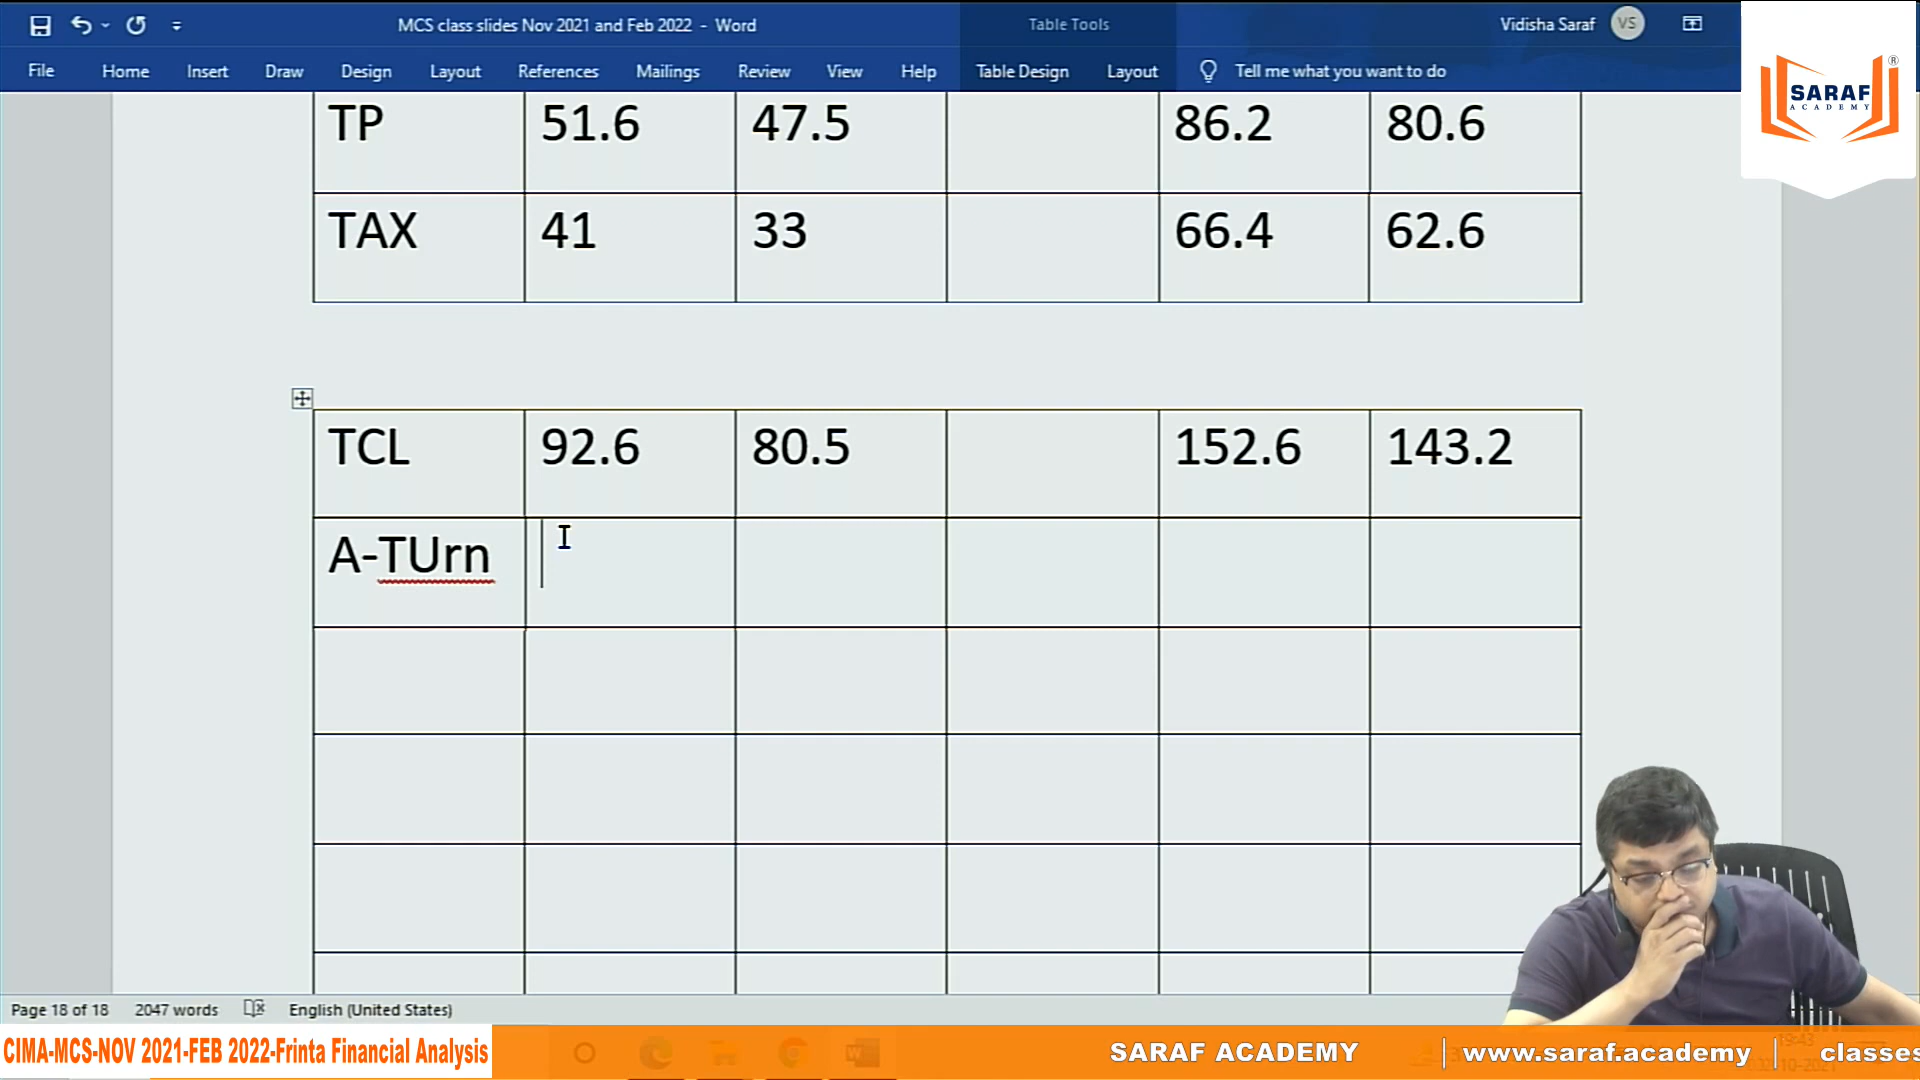 MCS class slides Nov 2021 and Feb 2022 - Word
Table Tools
Vidisha Saraf
VS
File Home Insert Draw Design Layout References Mailings Review View Help Table Design Layout Tell me what you want to do
SARAF
ACADEMY
®
TP 51.6 47.5 86.2 80.6
TAX 41 33 66.4 62.6
TCL 92.6 80.5 152.6 143.2
A-TUrn
Page 18 of 18 2047 words English (United States)
CIMA-MCS-NOV 2021-FEB 2022-Frinta Financial Analysis
SARAF ACADEMY | www.saraf.academy | classes
19:43